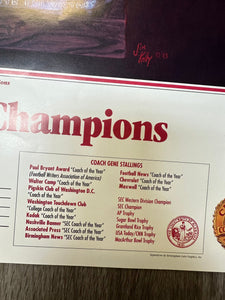 Champions
COACH GENE STALLINGS
Paul Bryant Award "Coach of the Year"
(Football Writers Association of America)
Walter Camp "Coach of the Year"
Pigskin Club of Washington D.C.
"Coach of the Year"
Washington Touchdown Club
"College Coach of the Year"
Kodak "Coach of the Year"
Nashville Banner "SEC Coach of the Year"
Associated Press "SEC Coach of the Year"
Birmingham News "SEC Coach of the Year"
Football News "Coach of the Year"
Chevrolet "Coach of the Year"
Maxwell "Coach of the Year"
SEC Western Division Champion
SEC Champion
AP Trophy
Sugar Bowl Trophy
Grantland Rice Trophy
USA Today/CNN Trophy
MacArthur Bowl Trophy